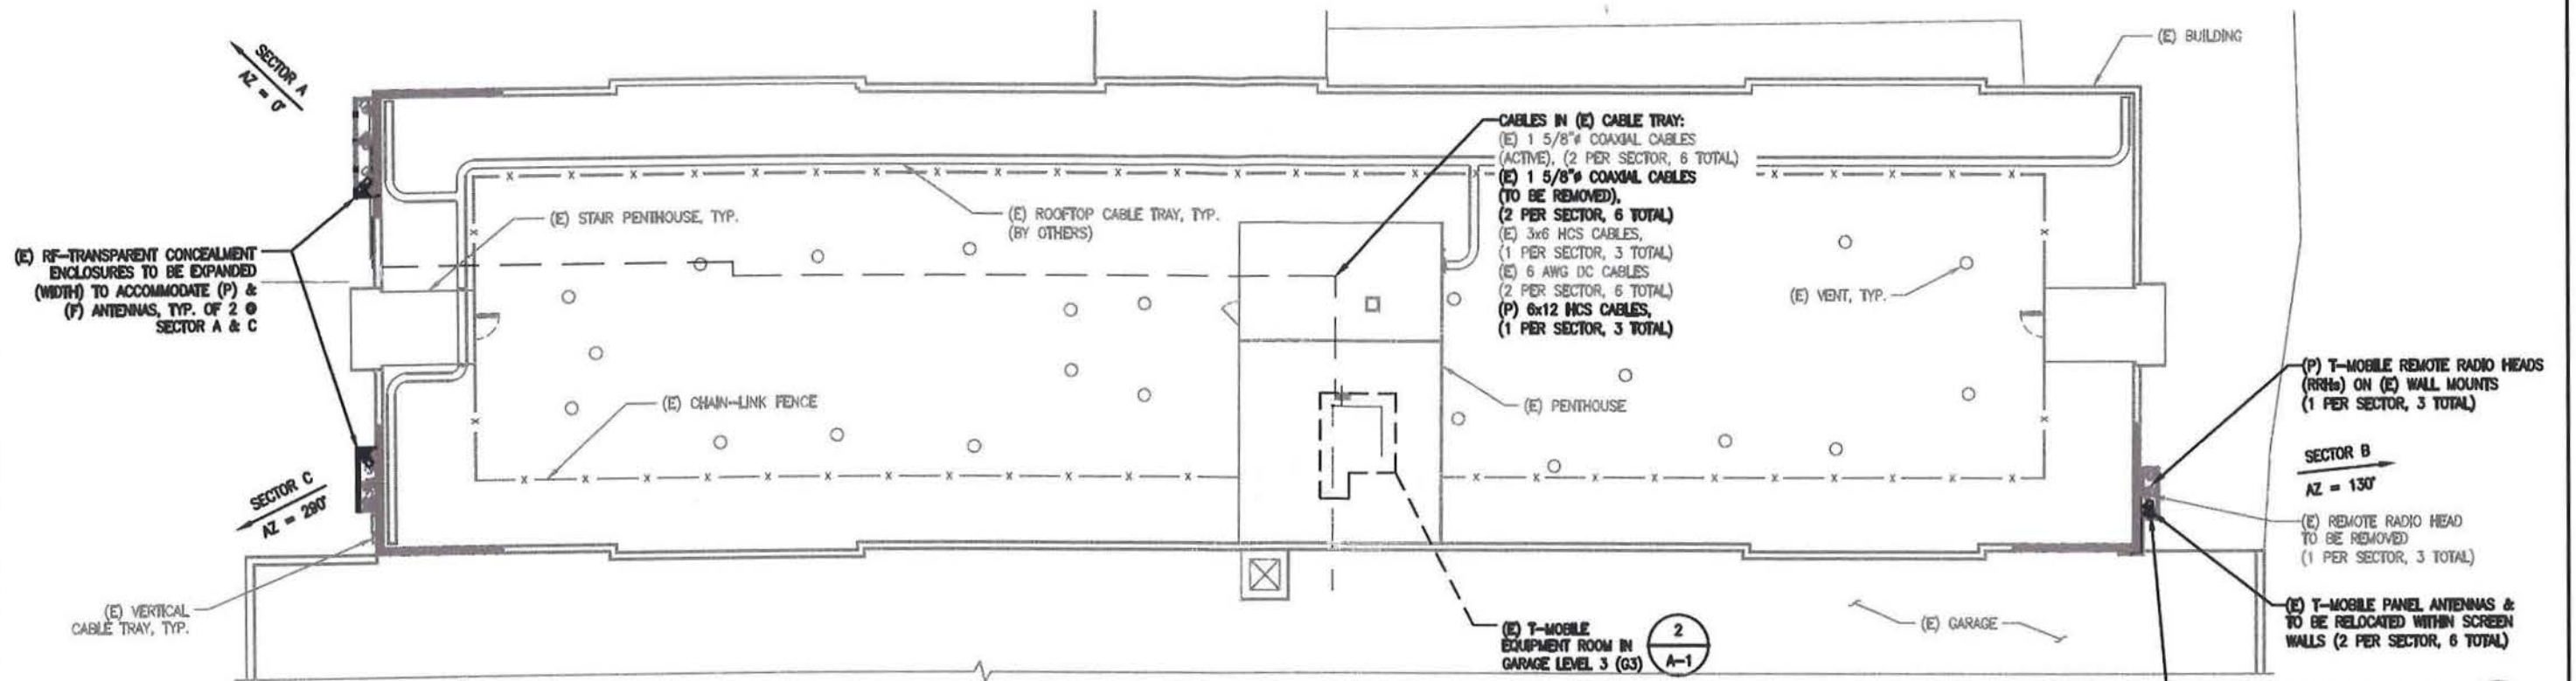 SECTOR A
AZ = 0°
(E) BUILDING
CABLES IN (E) CABLE TRAY:
(E) 1 5/8"ø COAXIAL CABLES
(ACTIVE), (2 PER SECTOR, 6 TOTAL)
(E) 1 5/8"ø COAXIAL CABLES
(TO BE REMOVED),
(2 PER SECTOR, 6 TOTAL)
(E) 3x6 HCS CABLES,
(1 PER SECTOR, 3 TOTAL)
(E) 6 AWG DC CABLES
(2 PER SECTOR, 6 TOTAL)
(P) 6x12 HCS CABLES,
(1 PER SECTOR, 3 TOTAL)
(E) STAIR PENTHOUSE, TYP.
(E) ROOFTOP CABLE TRAY, TYP.
(BY OTHERS)
(E) RF-TRANSPARENT CONCEALMENT
ENCLOSURES TO BE EXPANDED
(WIDTH) TO ACCOMMODATE (P) &
(F) ANTENNAS, TYP. OF 2 @
SECTOR A & C
(E) VENT, TYP.
(E) CHAIN-LINK FENCE
(E) PENTHOUSE
(P) T-MOBILE REMOTE RADIO HEADS
(RRHs) ON (E) WALL MOUNTS
(1 PER SECTOR, 3 TOTAL)
SECTOR B
AZ = 130°
SECTOR C
AZ = 290°
(E) REMOTE RADIO HEAD
TO BE REMOVED
(1 PER SECTOR, 3 TOTAL)
(E) VERTICAL
CABLE TRAY, TYP.
(E) T-MOBILE
EQUIPMENT ROOM IN
GARAGE LEVEL 3 (G3)
2
A-1
(E) GARAGE
(E) T-MOBILE PANEL ANTENNAS &
TO BE RELOCATED WITHIN SCREEN
WALLS (2 PER SECTOR, 6 TOTAL)